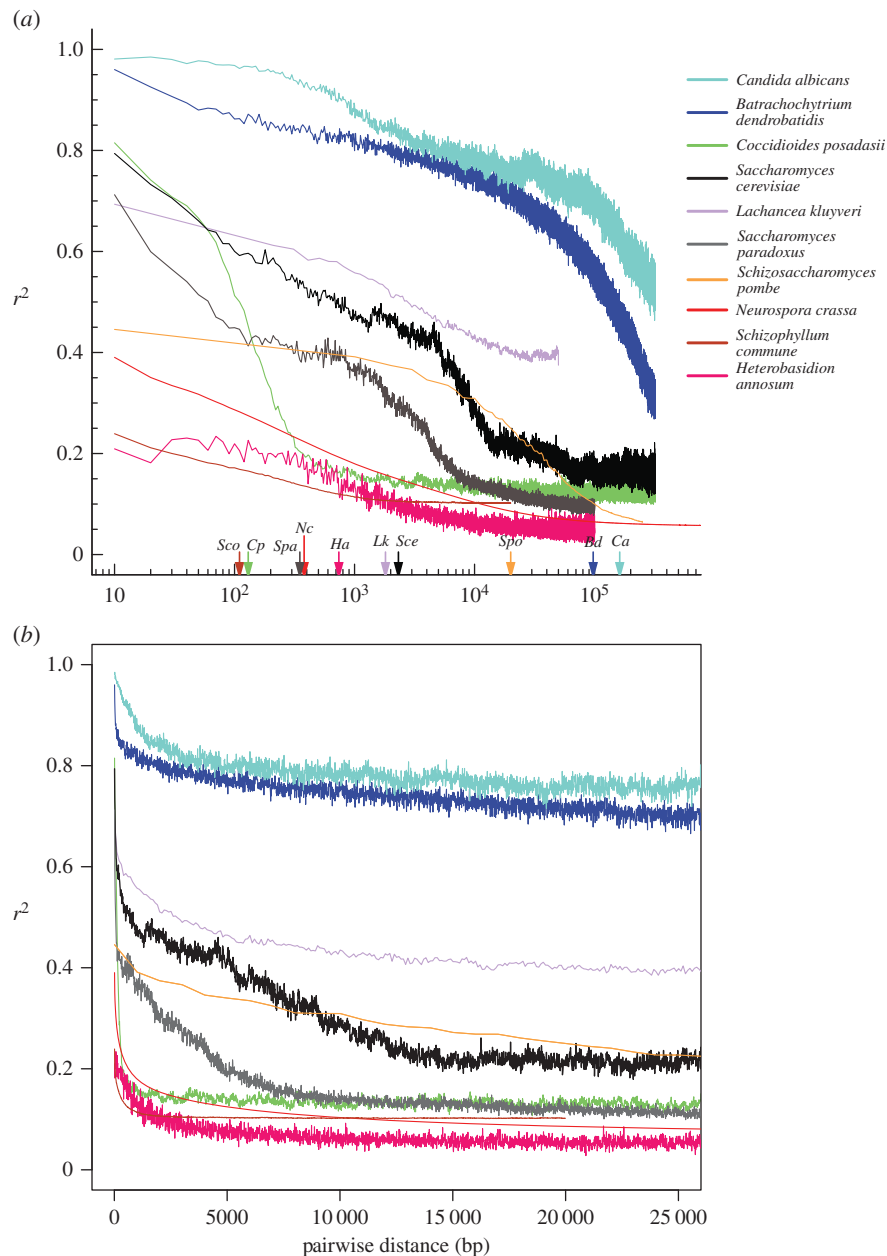 (a)
1.0
0.8
0.6
r²
0.4
0.2
0
Sco Cp Spa Nc Ha Lk Sce Spo Bd Ca
10 10² 10³ 10⁴ 10⁵
Candida albicans
Batrachochytrium
dendrobatidis
Coccidioides posadasii
Saccharomyces
cerevisiae
Lachancea kluyveri
Saccharomyces
paradoxus
Schizosaccharomyces
pombe
Neurospora crassa
Schizophyllum
commune
Heterobasidion
annosum
(b)
1.0
0.8
0.6
r²
0.4
0.2
0
0 5000 10 000 15 000 20 000 25 000
pairwise distance (bp)